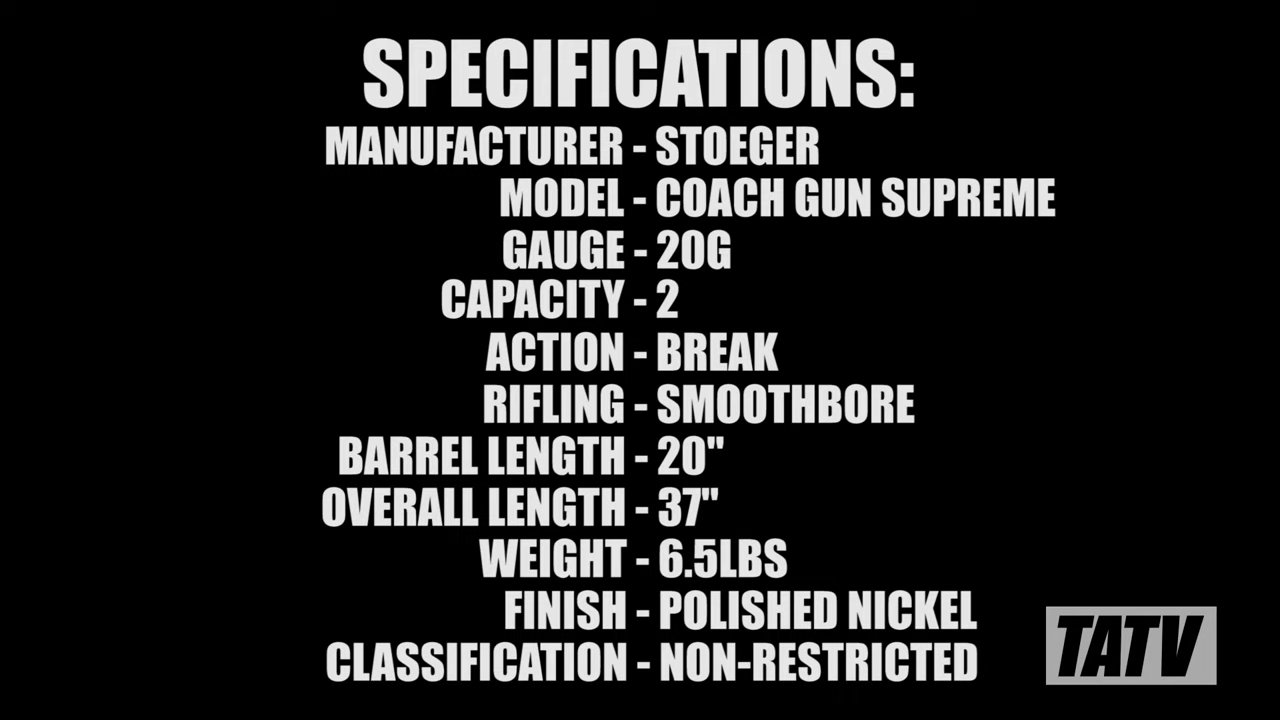 SPECIFICATIONS:
MANUFACTURER - STOEGER
MODEL - COACH GUN SUPREME
GAUGE - 20G
CAPACITY - 2
ACTION - BREAK
RIFLING - SMOOTHBORE
BARREL LENGTH - 20"
OVERALL LENGTH - 37"
WEIGHT - 6.5LBS
FINISH - POLISHED NICKEL
CLASSIFICATION - NON-RESTRICTED
TATV